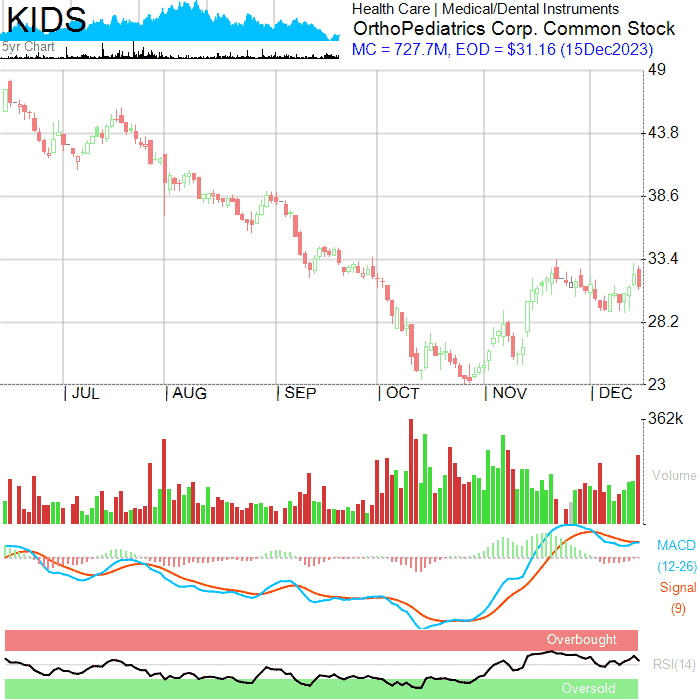 KIDS
Health Care | Medical/Dental Instruments
OrthoPediatrics Corp. Common Stock
5yr Chart
MC = 727.7M, EOD = $31.16 (15Dec2023)
49
43.8
38.6
33.4
28.2
23
| JUL | AUG | SEP | OCT | NOV | DEC
362k
Volume
MACD
(12-26)
Signal
(9)
Overbought
RSI(14)
Oversold